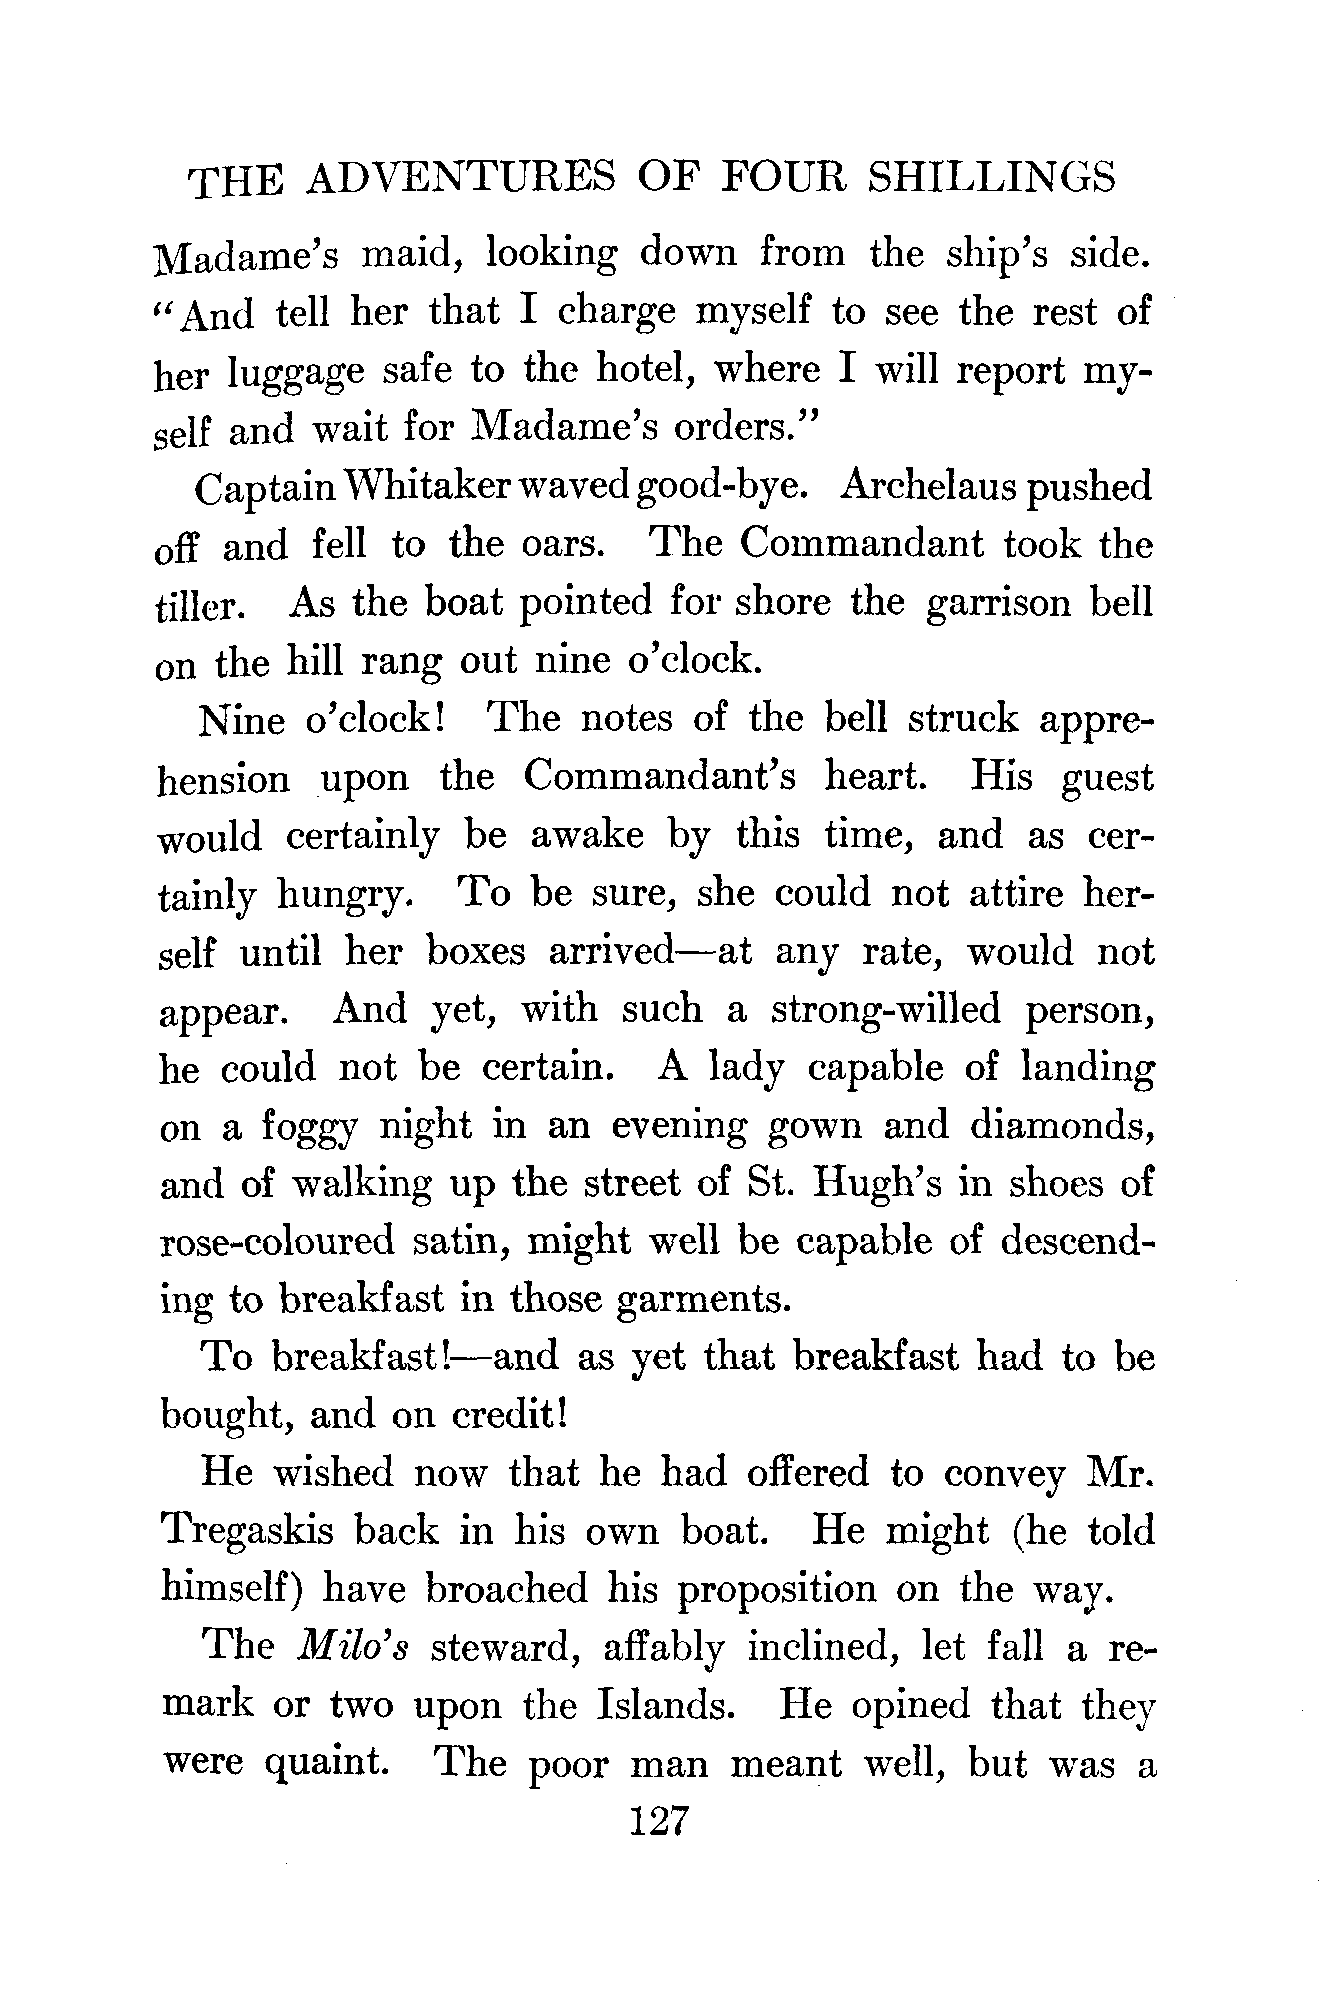 THE ADVENTURES OF FOUR SHILLINGS
Madame's maid, looking down from the ship's side.
"And tell her that I charge myself to see the rest of
her luggage safe to the hotel, where I will report my-
self and wait for Madame's orders."
Captain Whitaker waved good-bye. Archelaus pushed
off and fell to the oars. The Commandant took the
tiller. As the boat pointed for shore the garrison bell
on the hill rang out nine o'clock.
Nine o'clock! The notes of the bell struck appre-
hension upon the Commandant's heart. His guest
would certainly be awake by this time, and as cer-
tainly hungry. To be sure, she could not attire her-
self until her boxes arrived—at any rate, would not
appear. And yet, with such a strong-willed person,
he could not be certain. A lady capable of landing
on a foggy night in an evening gown and diamonds,
and of walking up the street of St. Hugh's in shoes of
rose-coloured satin, might well be capable of descend-
ing to breakfast in those garments.
To breakfast!—and as yet that breakfast had to be
bought, and on credit!
He wished now that he had offered to convey Mr.
Tregaskis back in his own boat. He might (he told
himself) have broached his proposition on the way.
The Milo's steward, affably inclined, let fall a re-
mark or two upon the Islands. He opined that they
were quaint. The poor man meant well, but was a
127